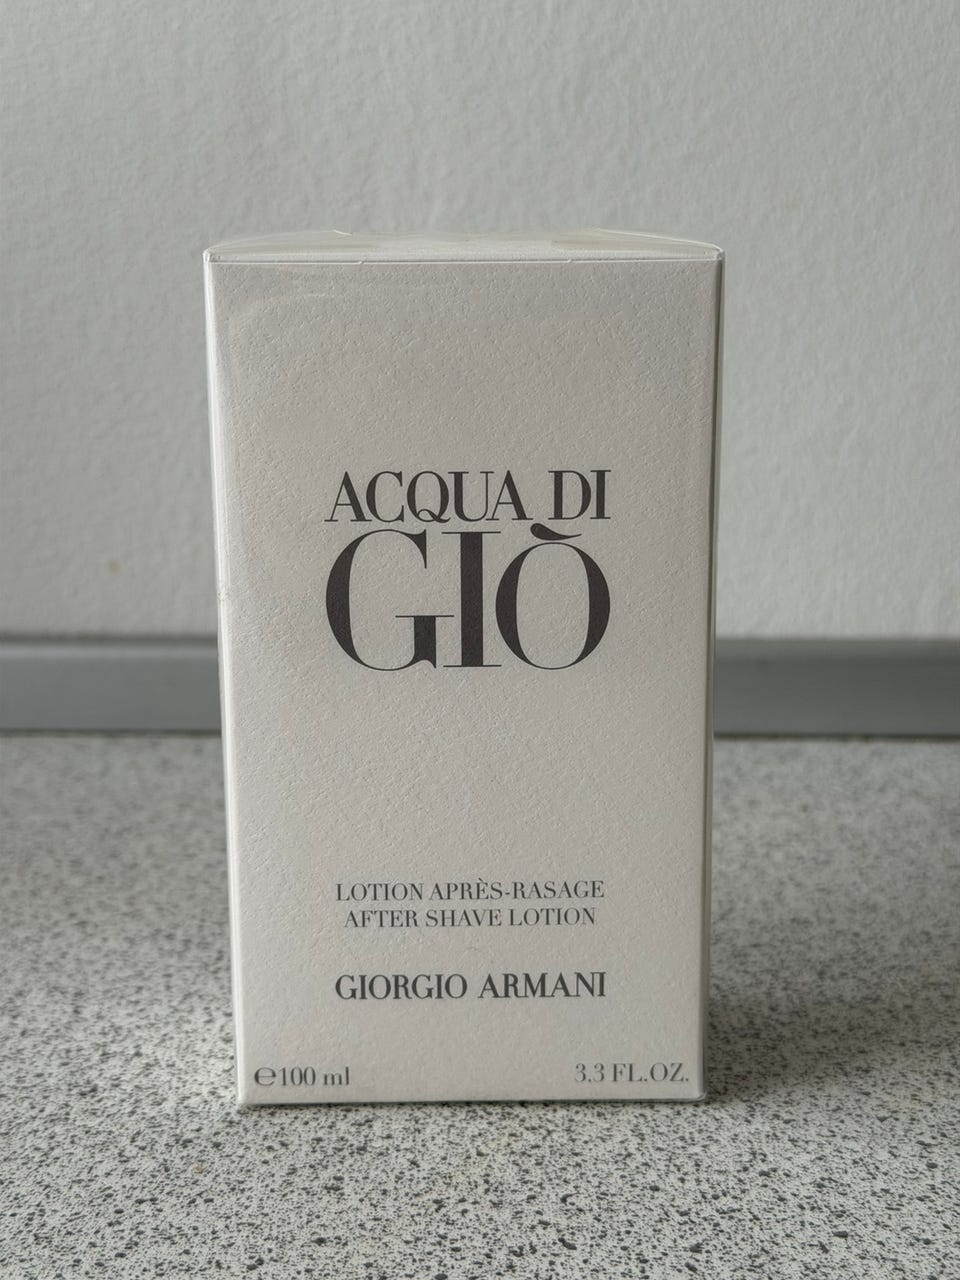 ACQUA DI
GIÒ
LOTION APRÈS-RASAGE
AFTER SHAVE LOTION
GIORGIO ARMANI
℮100 ml 3.3 FL.OZ.